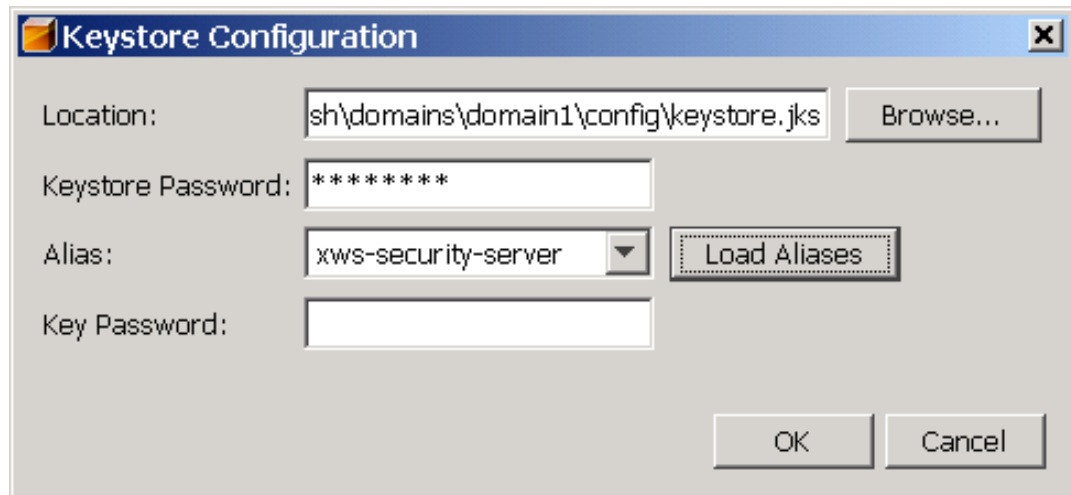 Keystore Configuration
Location: sh\domains\domain1\config\keystore.jks Browse...
Keystore Password: ********
Alias: xws-security-server Load Aliases
Key Password:
OK Cancel